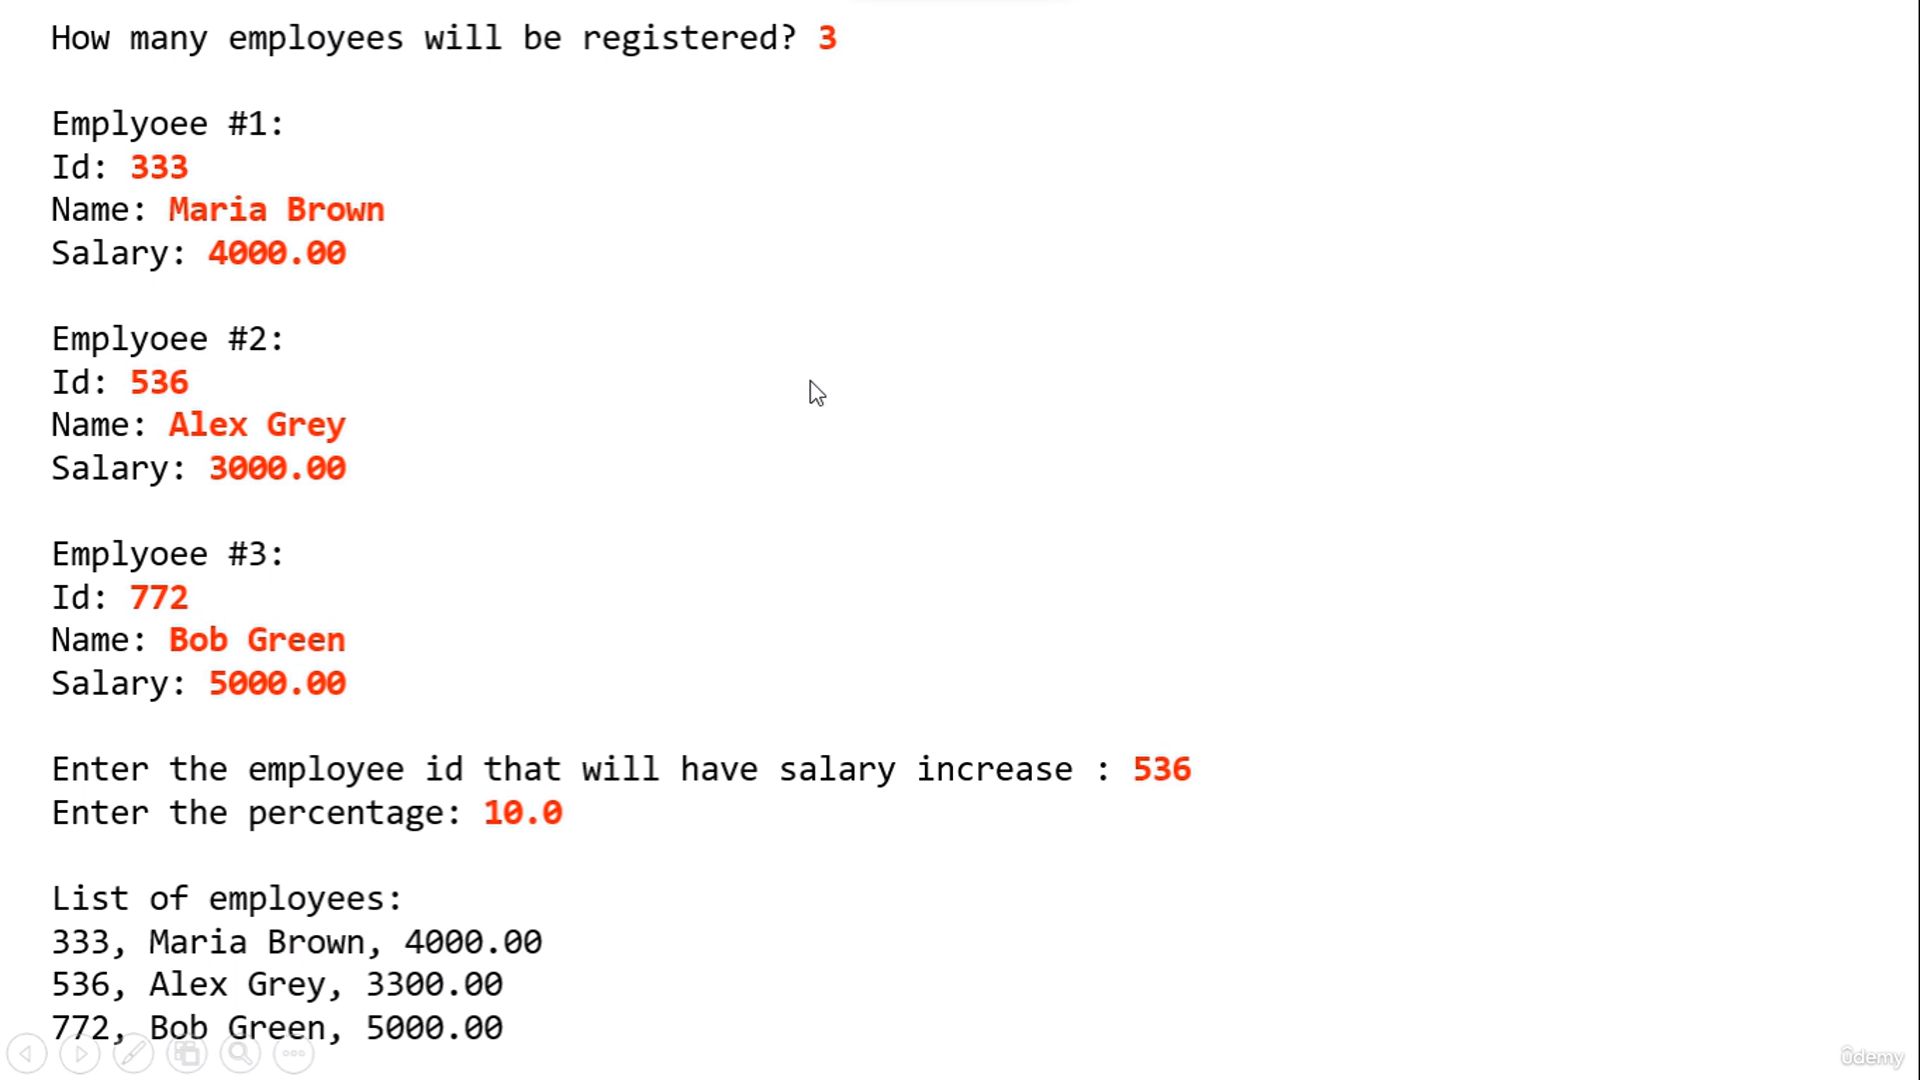 How many employees will be registered? 3
Emplyoee #1:
Id: 333
Name: Maria Brown
Salary: 4000.00
Emplyoee #2:
Id: 536
Name: Alex Grey
Salary: 3000.00
Emplyoee #3:
Id: 772
Name: Bob Green
Salary: 5000.00
Enter the employee id that will have salary increase : 536
Enter the percentage: 10.0
List of employees:
333, Maria Brown, 4000.00
536, Alex Grey, 3300.00
772, Bob Green, 5000.00
ûdemy